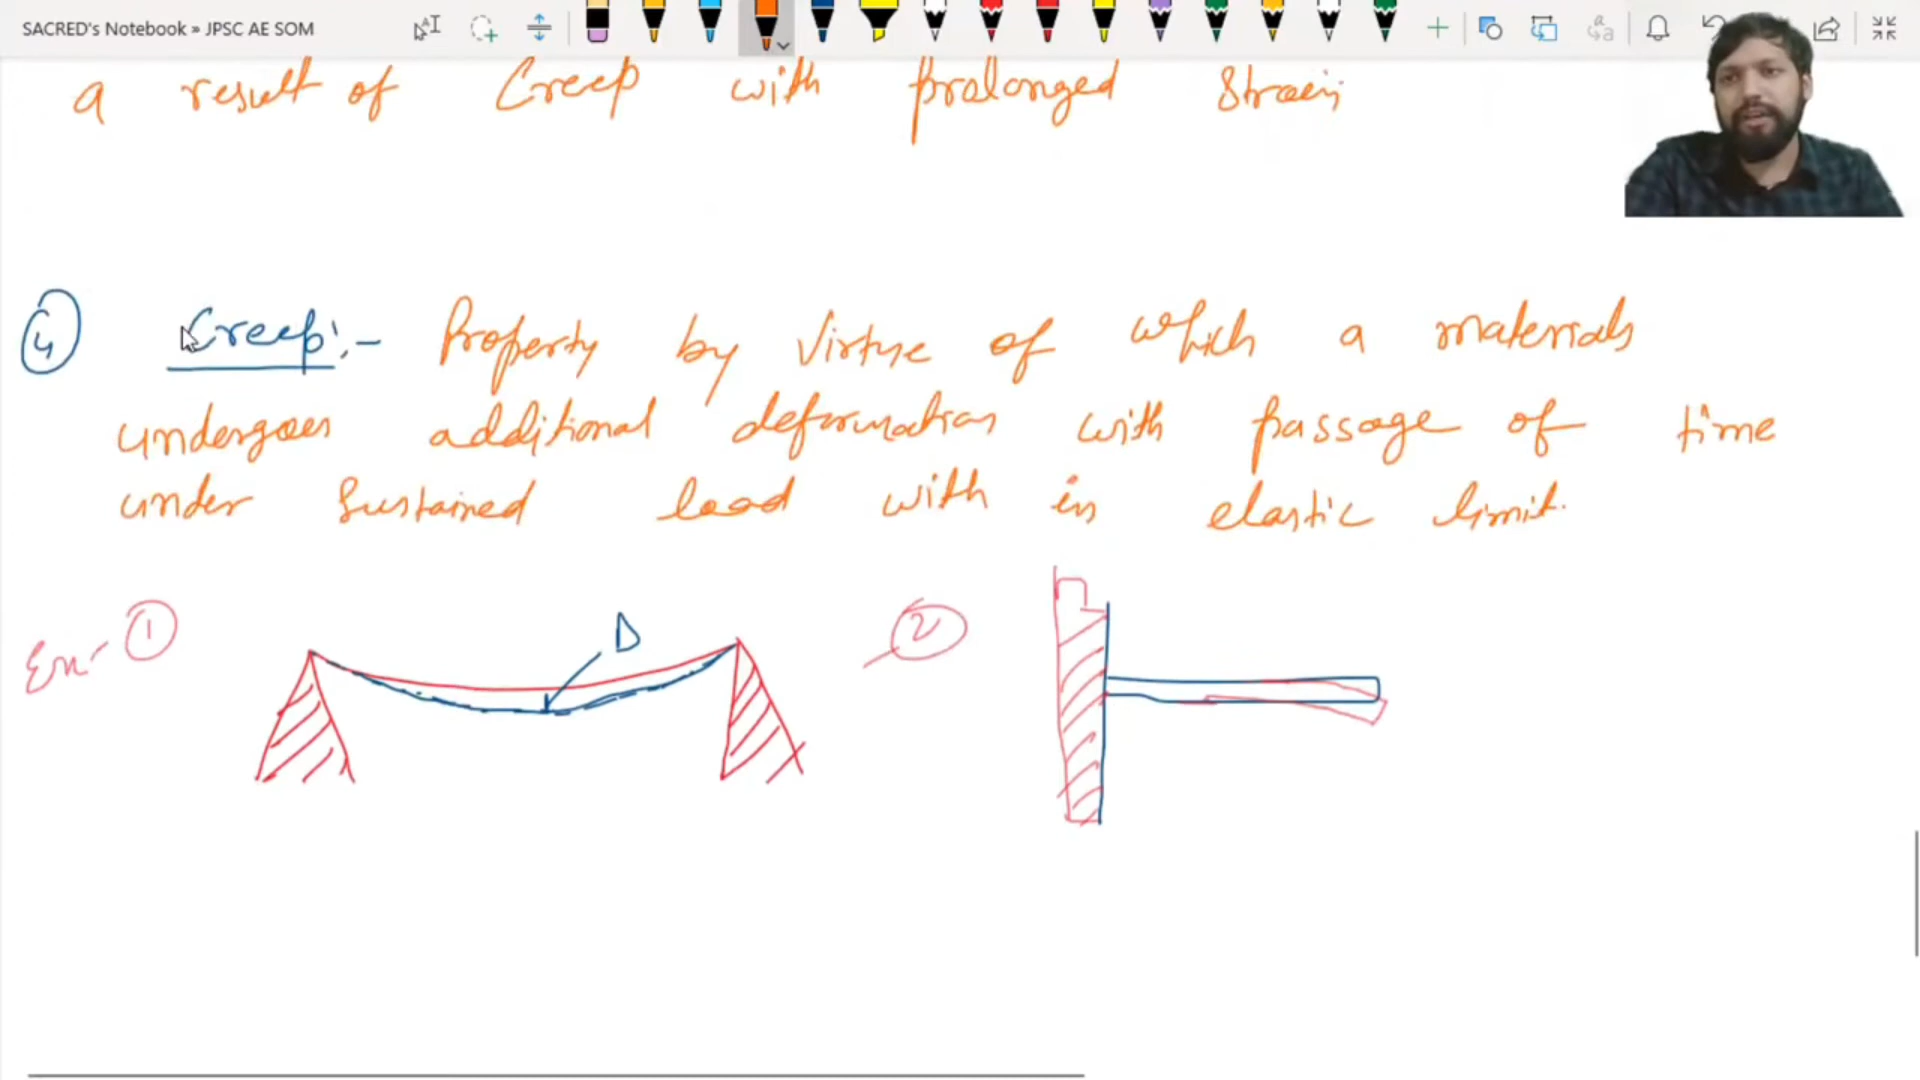 SACRED's Notebook » JPSC AE SOM
a result of Creep with prolonged Strain
④ Creep:- Property by virtue of which a materials
undergoes additional deformation with passage of time
under Sustained load with in elastic limit.
Ex:- ① D ②